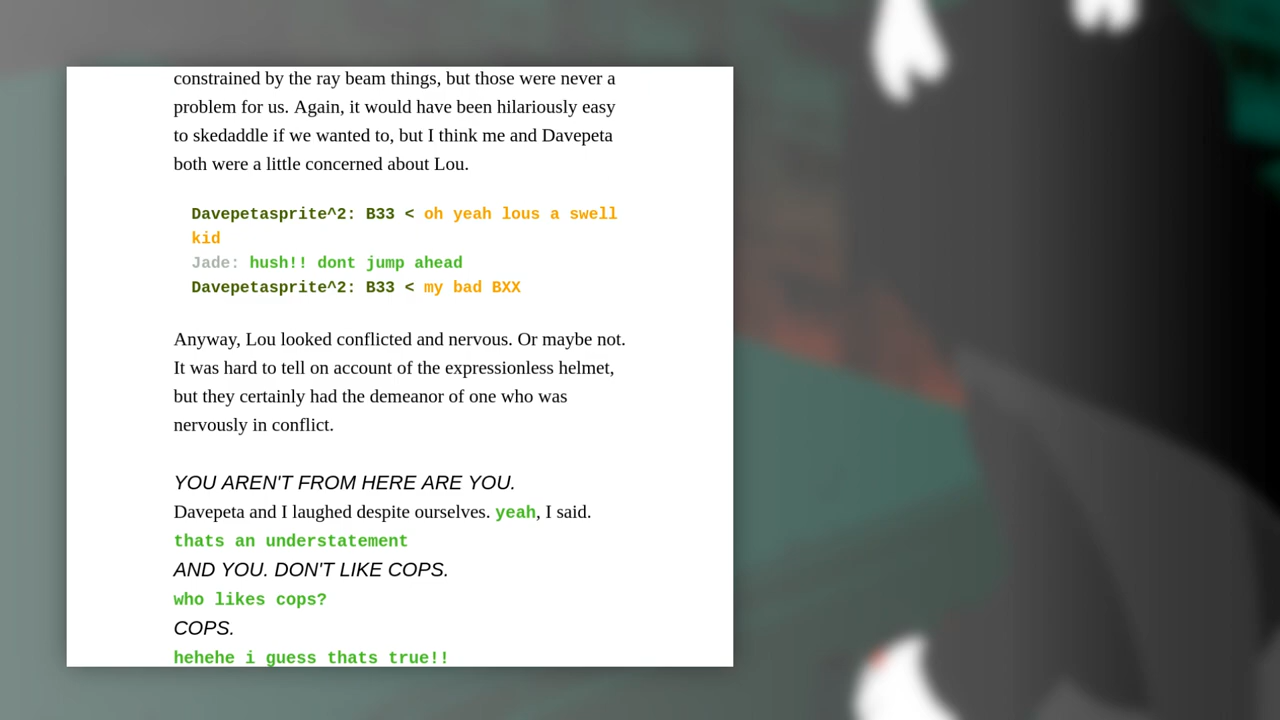 constrained by the ray beam things, but those were never a
problem for us. Again, it would have been hilariously easy
to skedaddle if we wanted to, but I think me and Davepeta
both were a little concerned about Lou.
Davepetasprite^2: B33 < oh yeah lous a swell
kid
Jade: hush!! dont jump ahead
Davepetasprite^2: B33 < my bad BXX
Anyway, Lou looked conflicted and nervous. Or maybe not.
It was hard to tell on account of the expressionless helmet,
but they certainly had the demeanor of one who was
nervously in conflict.
YOU AREN'T FROM HERE ARE YOU.
Davepeta and I laughed despite ourselves. yeah, I said.
thats an understatement
AND YOU. DON'T LIKE COPS.
who likes cops?
COPS.
hehehe i guess thats true!!